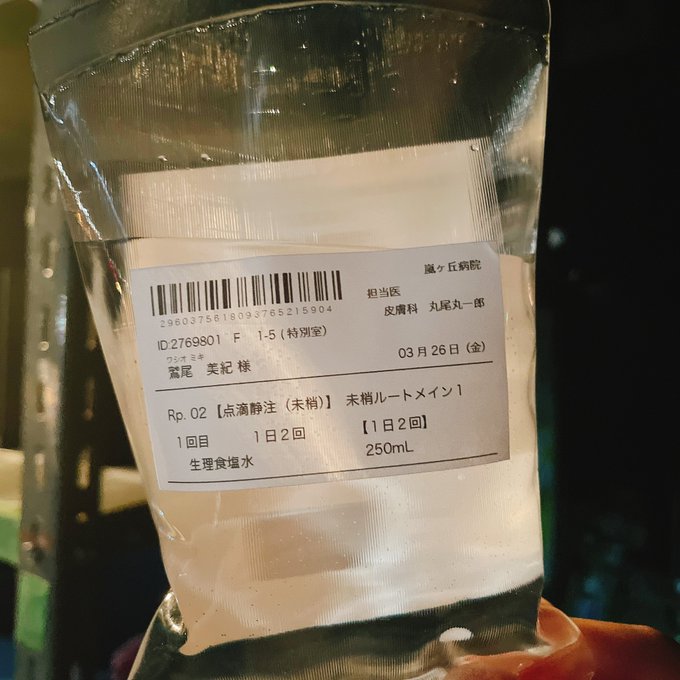 嵐ヶ丘病院
担当医
皮膚科 丸尾丸一郎
296037561809376521590​4
ID:2769801 F 1-5 (特別室)
ワシオ ミキ
鷲尾 美紀 様
03月26日 (金)
Rp. 02 【点滴静注（末梢）】 末梢ルートメイン1
1回目 1日2回 【1日2回】
生理食塩水 250mL